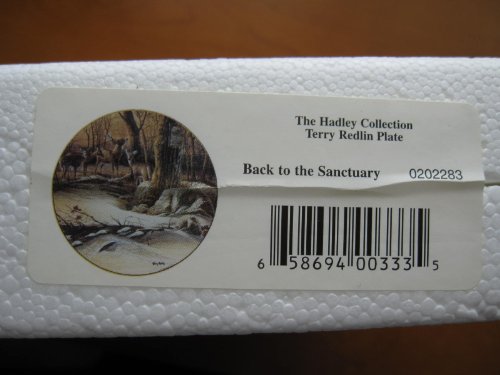 The Hadley Collection
Terry Redlin Plate
Back to the Sanctuary 0202283
6 58694 00333 5